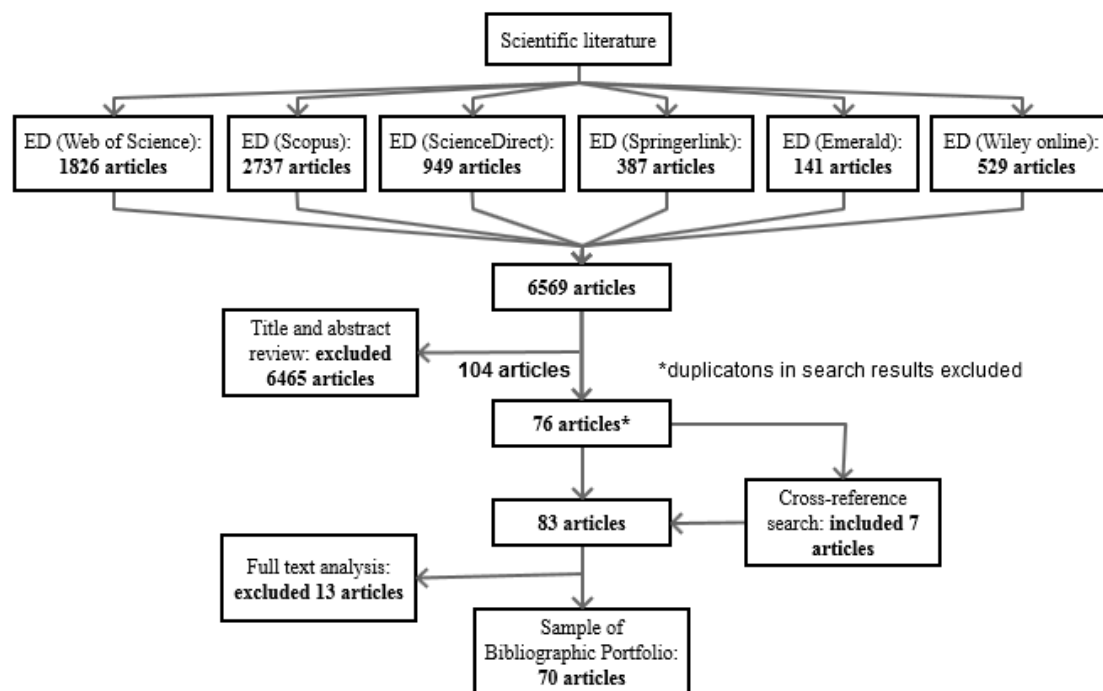 Scientific literature
ED (Web of Science):
1826 articles
ED (Scopus):
2737 articles
ED (ScienceDirect):
949 articles
ED (Springerlink):
387 articles
ED (Emerald):
141 articles
ED (Wiley online):
529 articles
6569 articles
Title and abstract
review: excluded
6465 articles
104 articles
*duplicatons in search results excluded
76 articles*
Cross-reference
search: included 7
articles
83 articles
Full text analysis:
excluded 13 articles
Sample of
Bibliographic Portfolio:
70 articles